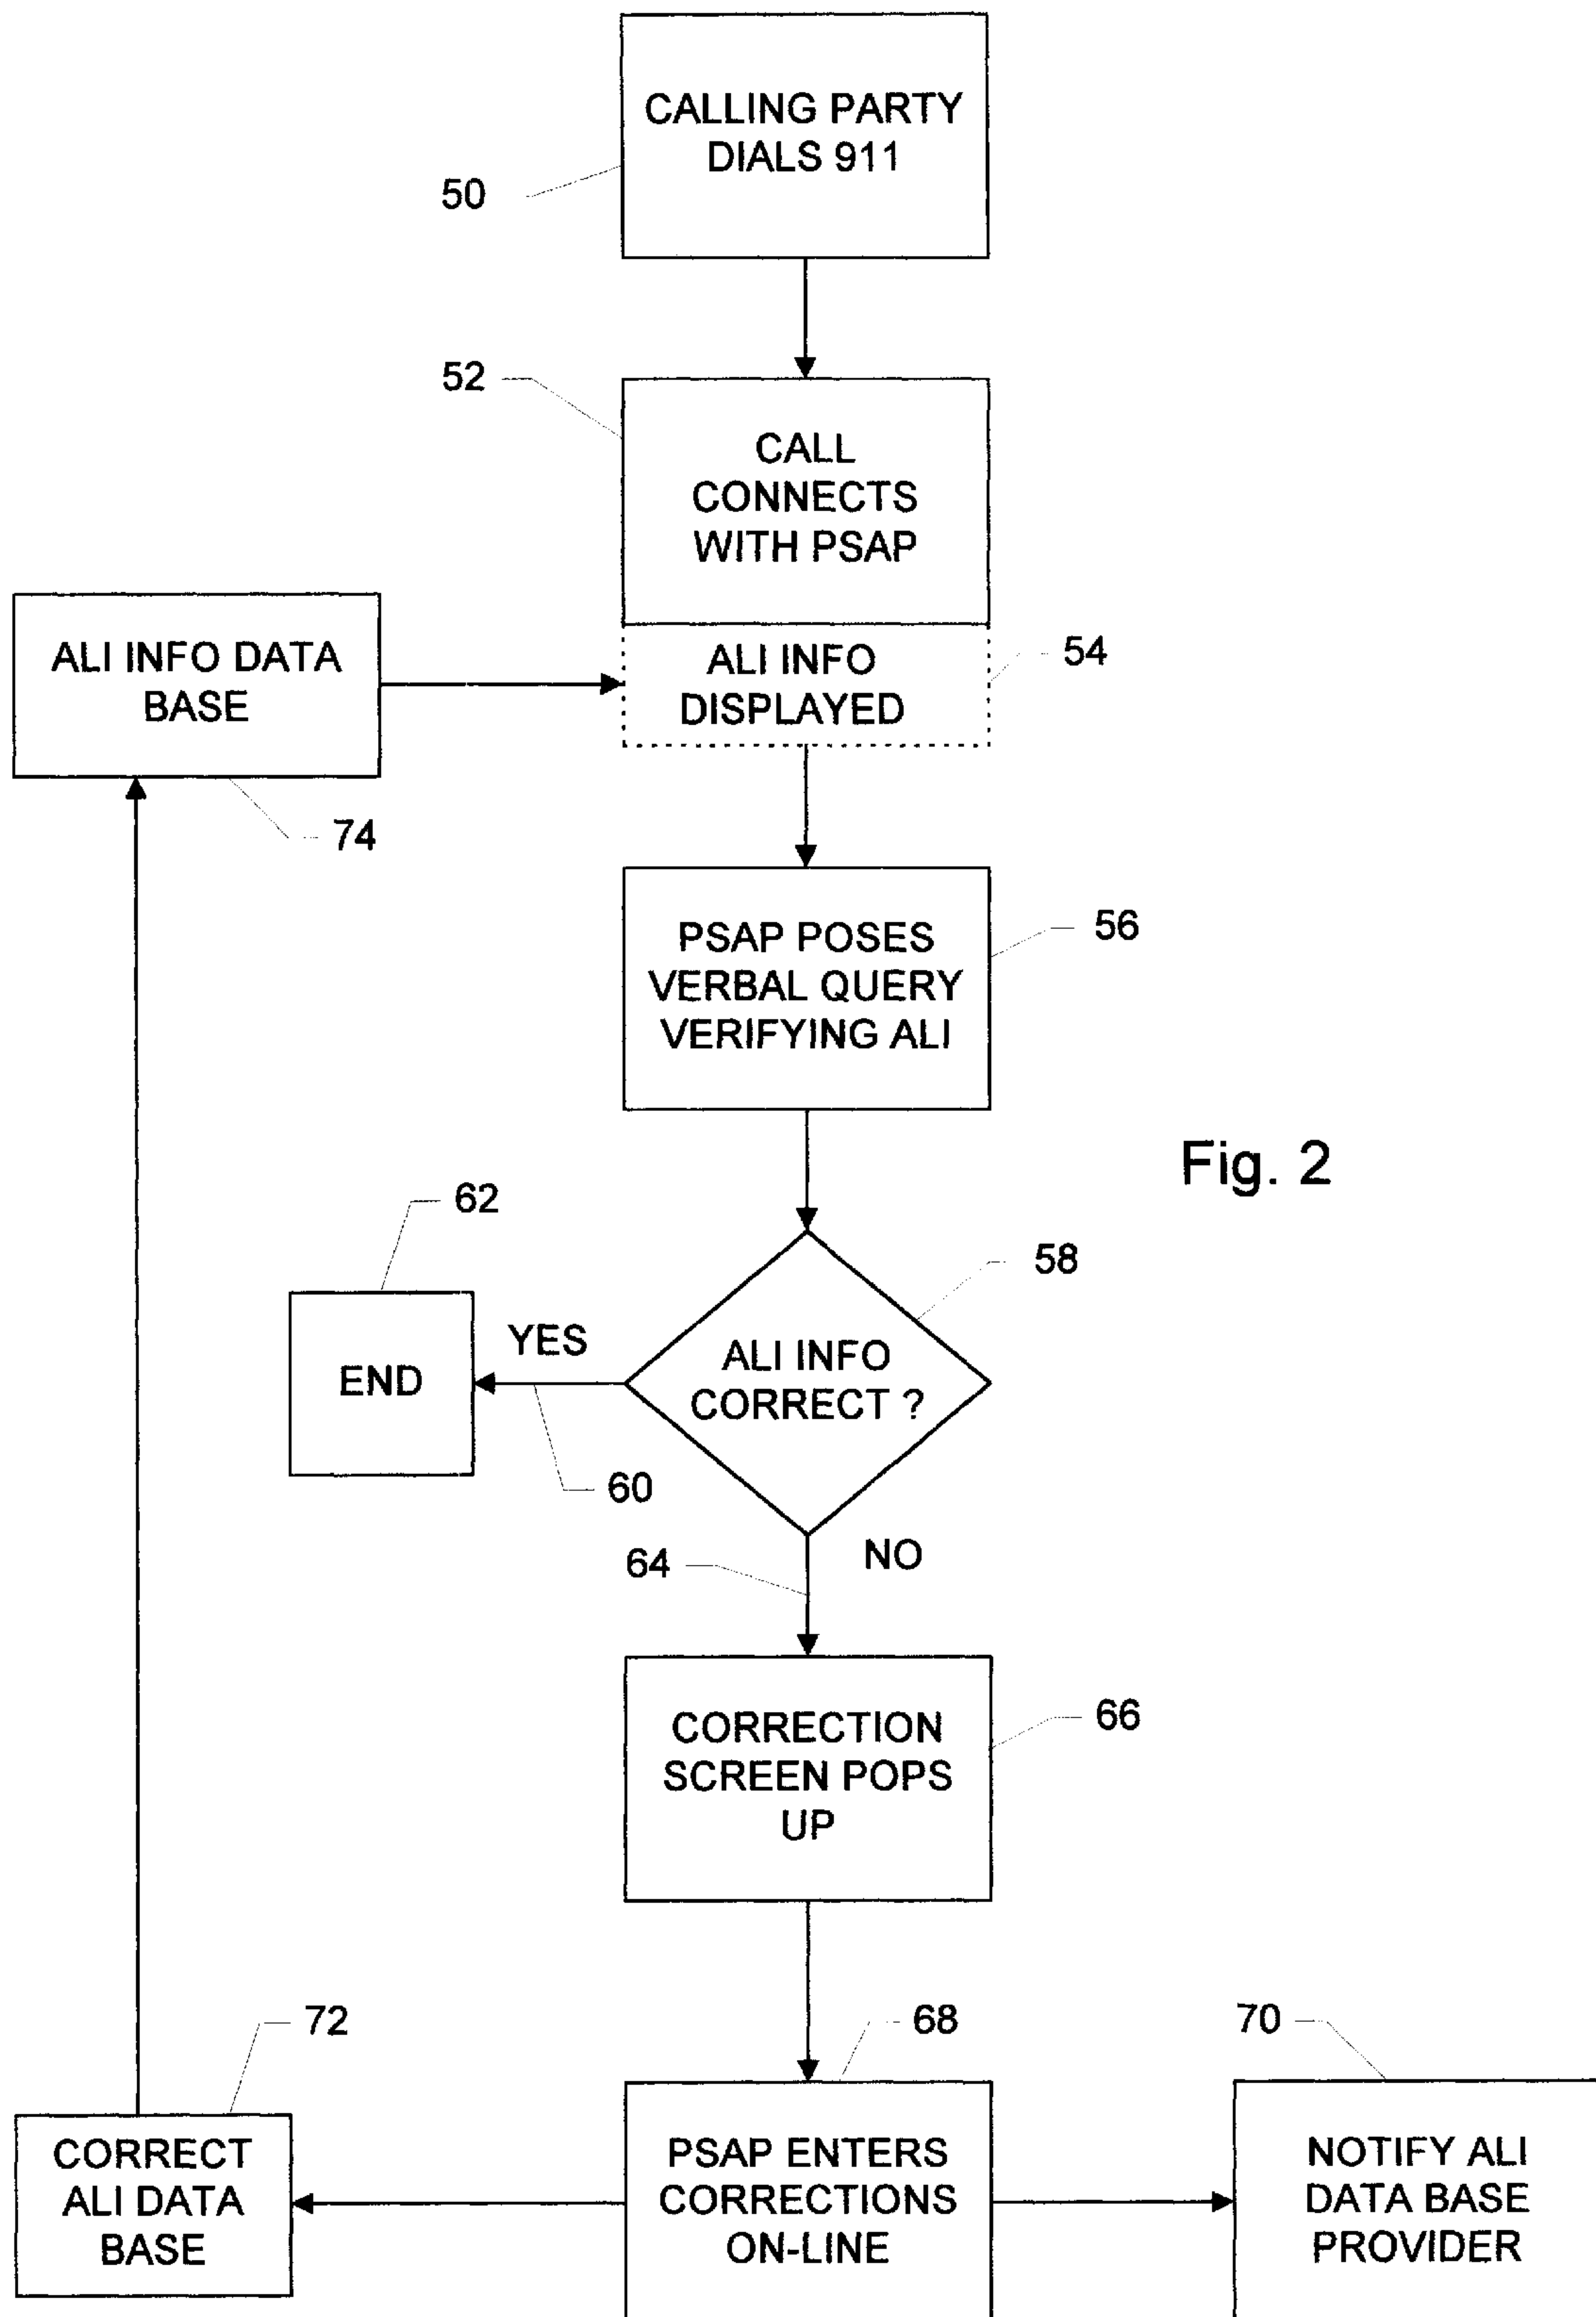 CALLING PARTY
DIALS 911
50
52
CALL
CONNECTS
WITH PSAP
ALI INFO DATA
BASE
ALI INFO
DISPLAYED
54
74
PSAP POSES
VERBAL QUERY
VERIFYING ALI
56
Fig. 2
62
58
END
YES
ALI INFO
CORRECT ?
60
64
NO
CORRECTION
SCREEN POPS
UP
66
72
68
70
CORRECT
ALI DATA
BASE
PSAP ENTERS
CORRECTIONS
ON-LINE
NOTIFY ALI
DATA BASE
PROVIDER